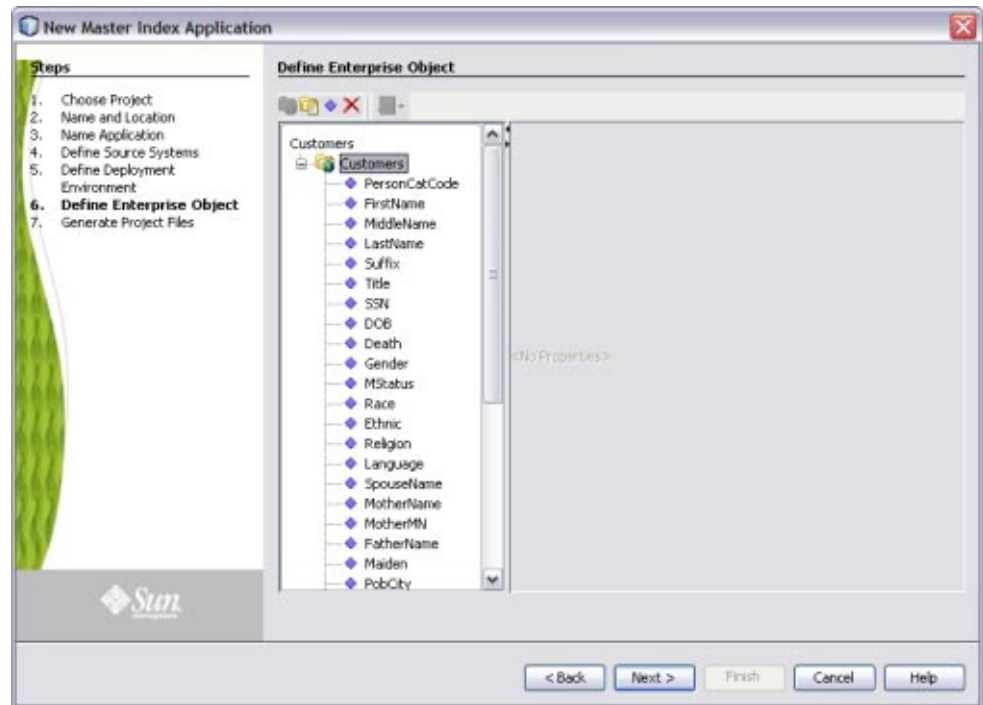 New Master Index Application
Steps
1. Choose Project
2. Name and Location
3. Name Application
4. Define Source Systems
5. Define Deployment
Environment
6. Define Enterprise Object
7. Generate Project Files
Sun
Define Enterprise Object
Customers
Customers
PersonCatCode
FirstName
MiddleName
LastName
Suffix
Title
SSN
DOB
Death
Gender
MStatus
Race
Ethnic
Religion
Language
SpouseName
MotherName
MotherMN
FatherName
Maiden
PobCity
<No Properties>
< Back
Next >
Finish
Cancel
Help